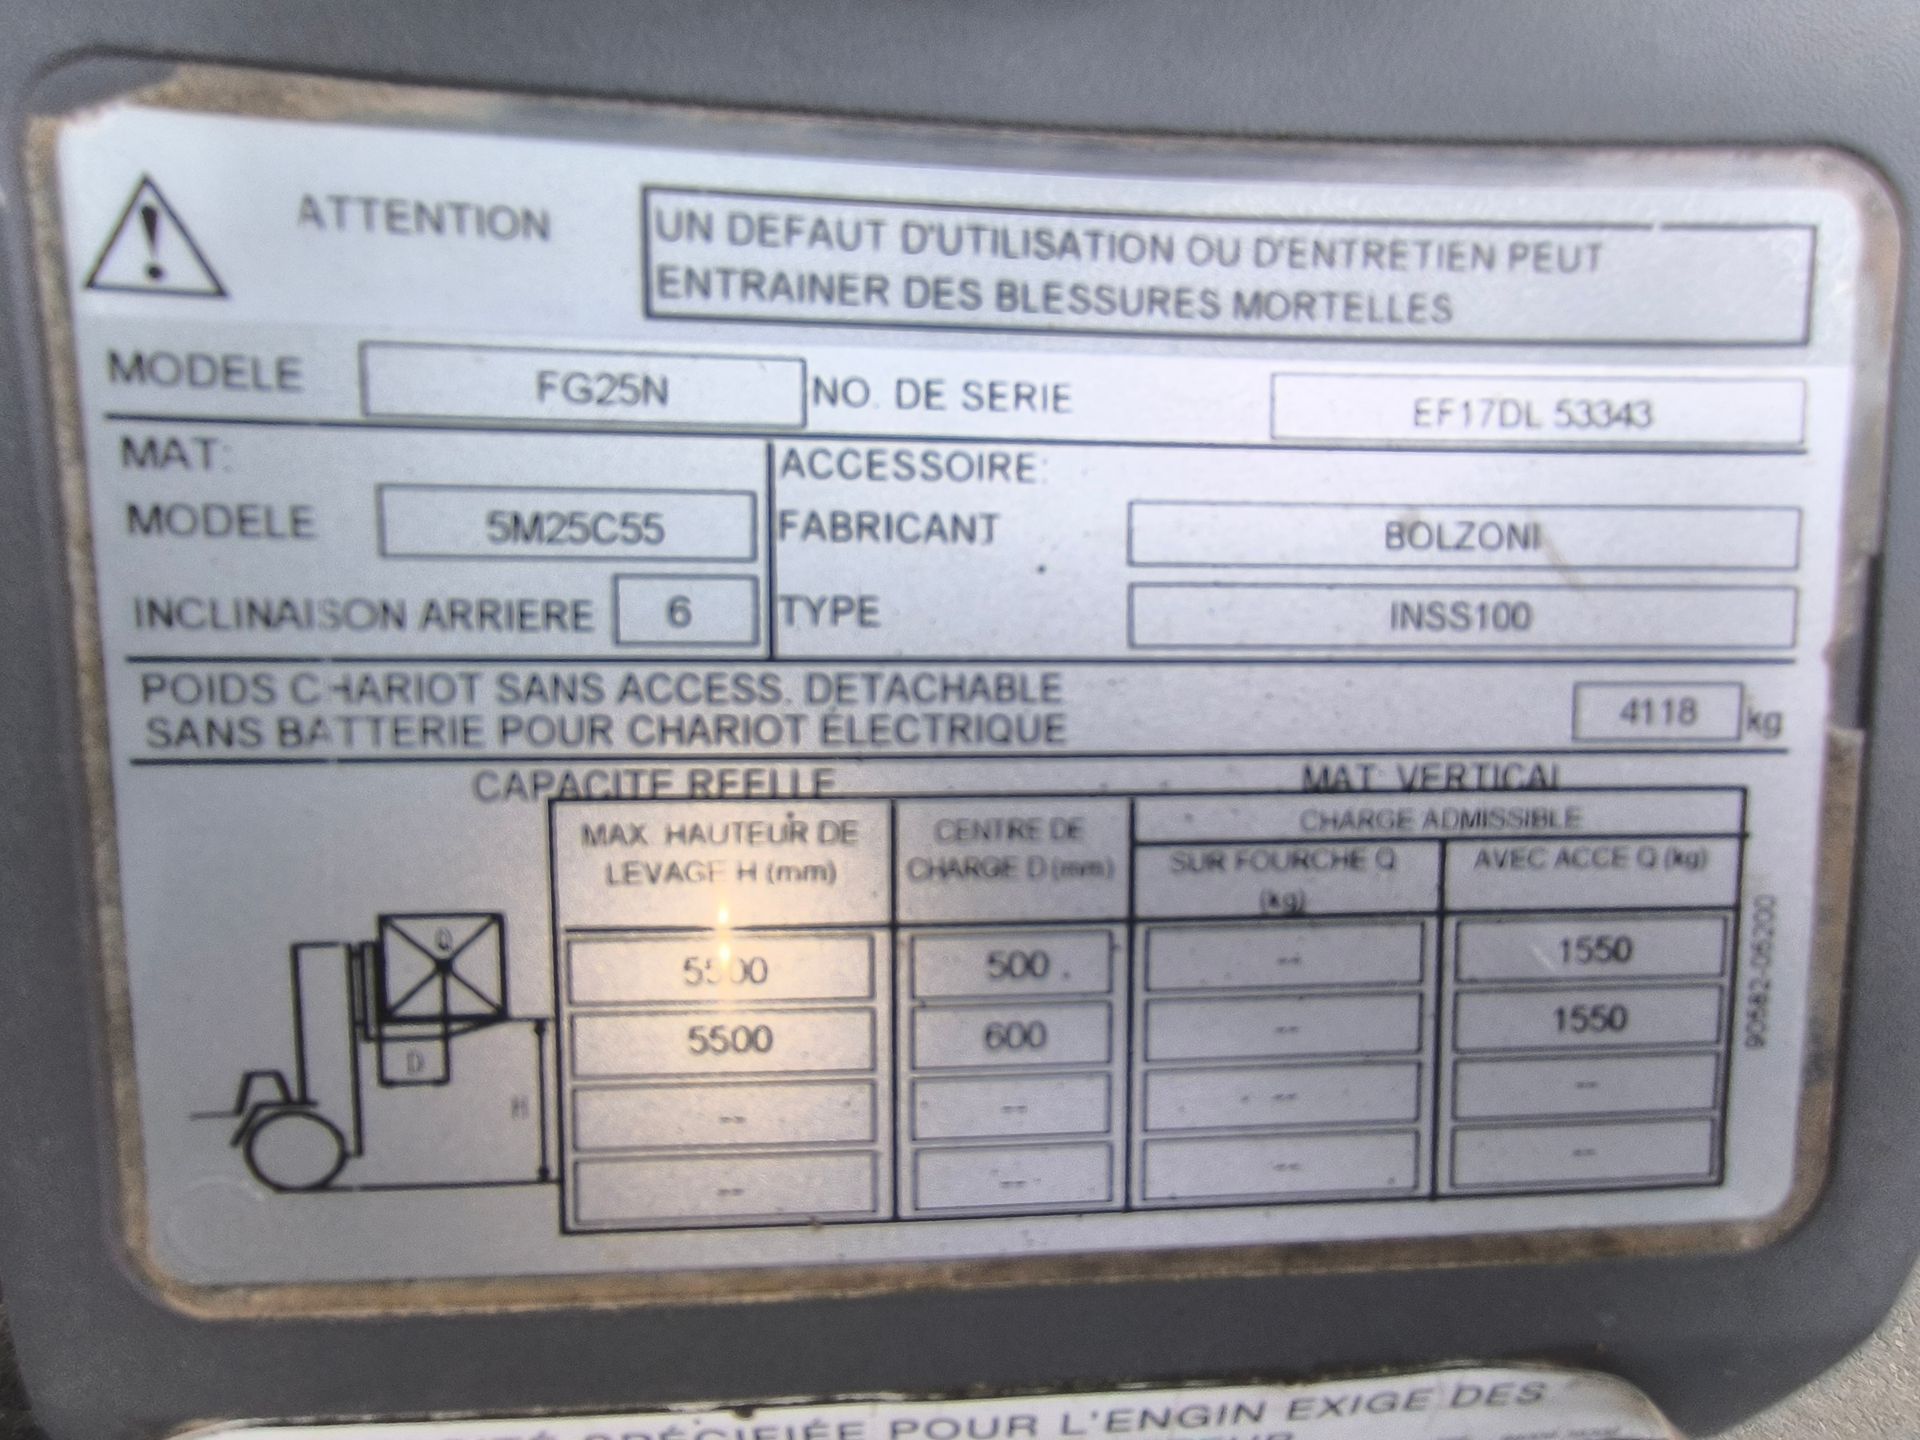 ATTENTION
UN DEFAUT D'UTILISATION OU D'ENTRETIEN PEUT
ENTRAINER DES BLESSURES MORTELLES
MODELE FG25N NO. DE SERIE EF17DL 53343
MAT:
MODELE 5M25C55
INCLINAISON ARRIERE 6
ACCESSOIRE:
FABRICANT BOLZONI
TYPE INSS100
POIDS CHARIOT SANS ACCESS. DETACHABLE
SANS BATTERIE POUR CHARIOT ÉLECTRIQUE
4118 kg
CAPACITE REELLE MAT VERTICAL
MAX. HAUTEUR DE
LEVAGE H (mm)
CENTRE DE
CHARGE D (mm)
CHARGE ADMISSIBLE
SUR FOURCHE Q
(kg)
AVEC ACCE Q (kg)
5500 500 -- 1550
5500 600 -- 1550
-- -- -- --
-- -- -- --
Q
D
H
90582-06200
SPÉCIFIÉE POUR L'ENGIN EXIGE DES